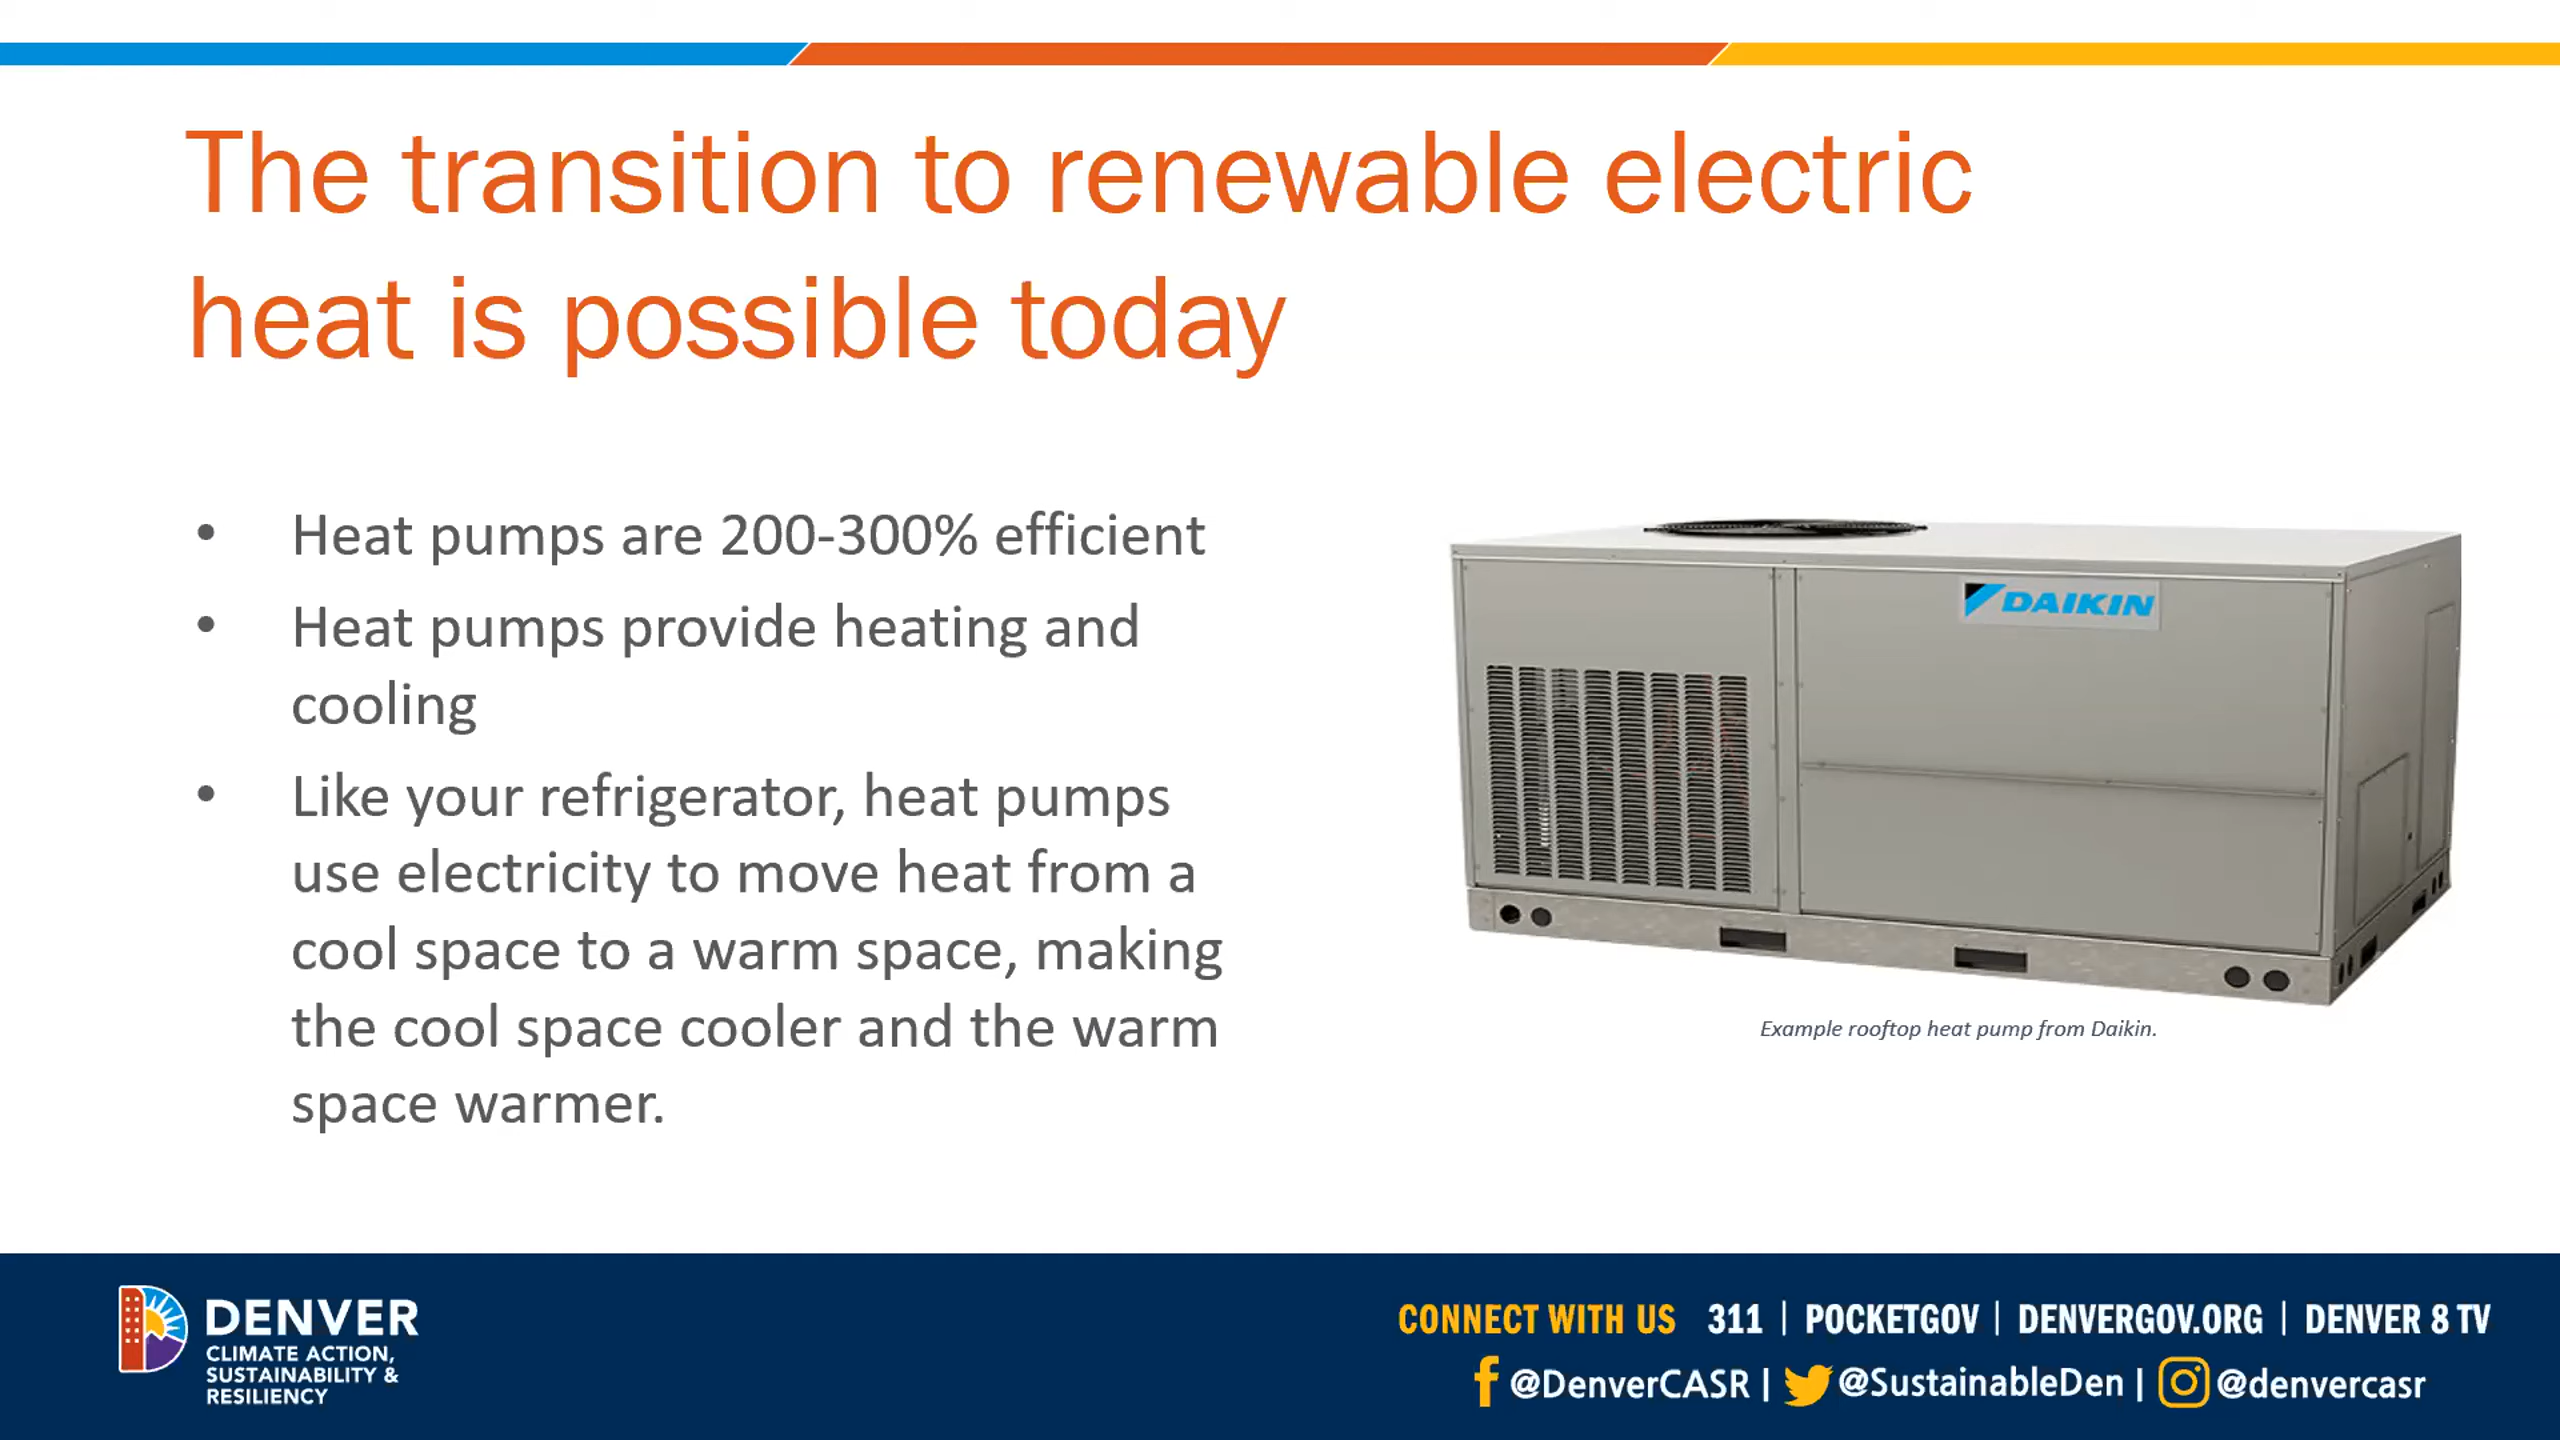 The transition to renewable electric
heat is possible today
• Heat pumps are 200-300% efficient
• Heat pumps provide heating and
cooling
• Like your refrigerator, heat pumps
use electricity to move heat from a
cool space to a warm space, making
the cool space cooler and the warm
space warmer.
DAIKIN
Example rooftop heat pump from Daikin.
DENVER
CLIMATE ACTION,
SUSTAINABILITY &
RESILIENCY
CONNECT WITH US 311 | POCKETGOV | DENVERGOV.ORG | DENVER 8 TV
@DenverCASR | @SustainableDen | @denvercasr